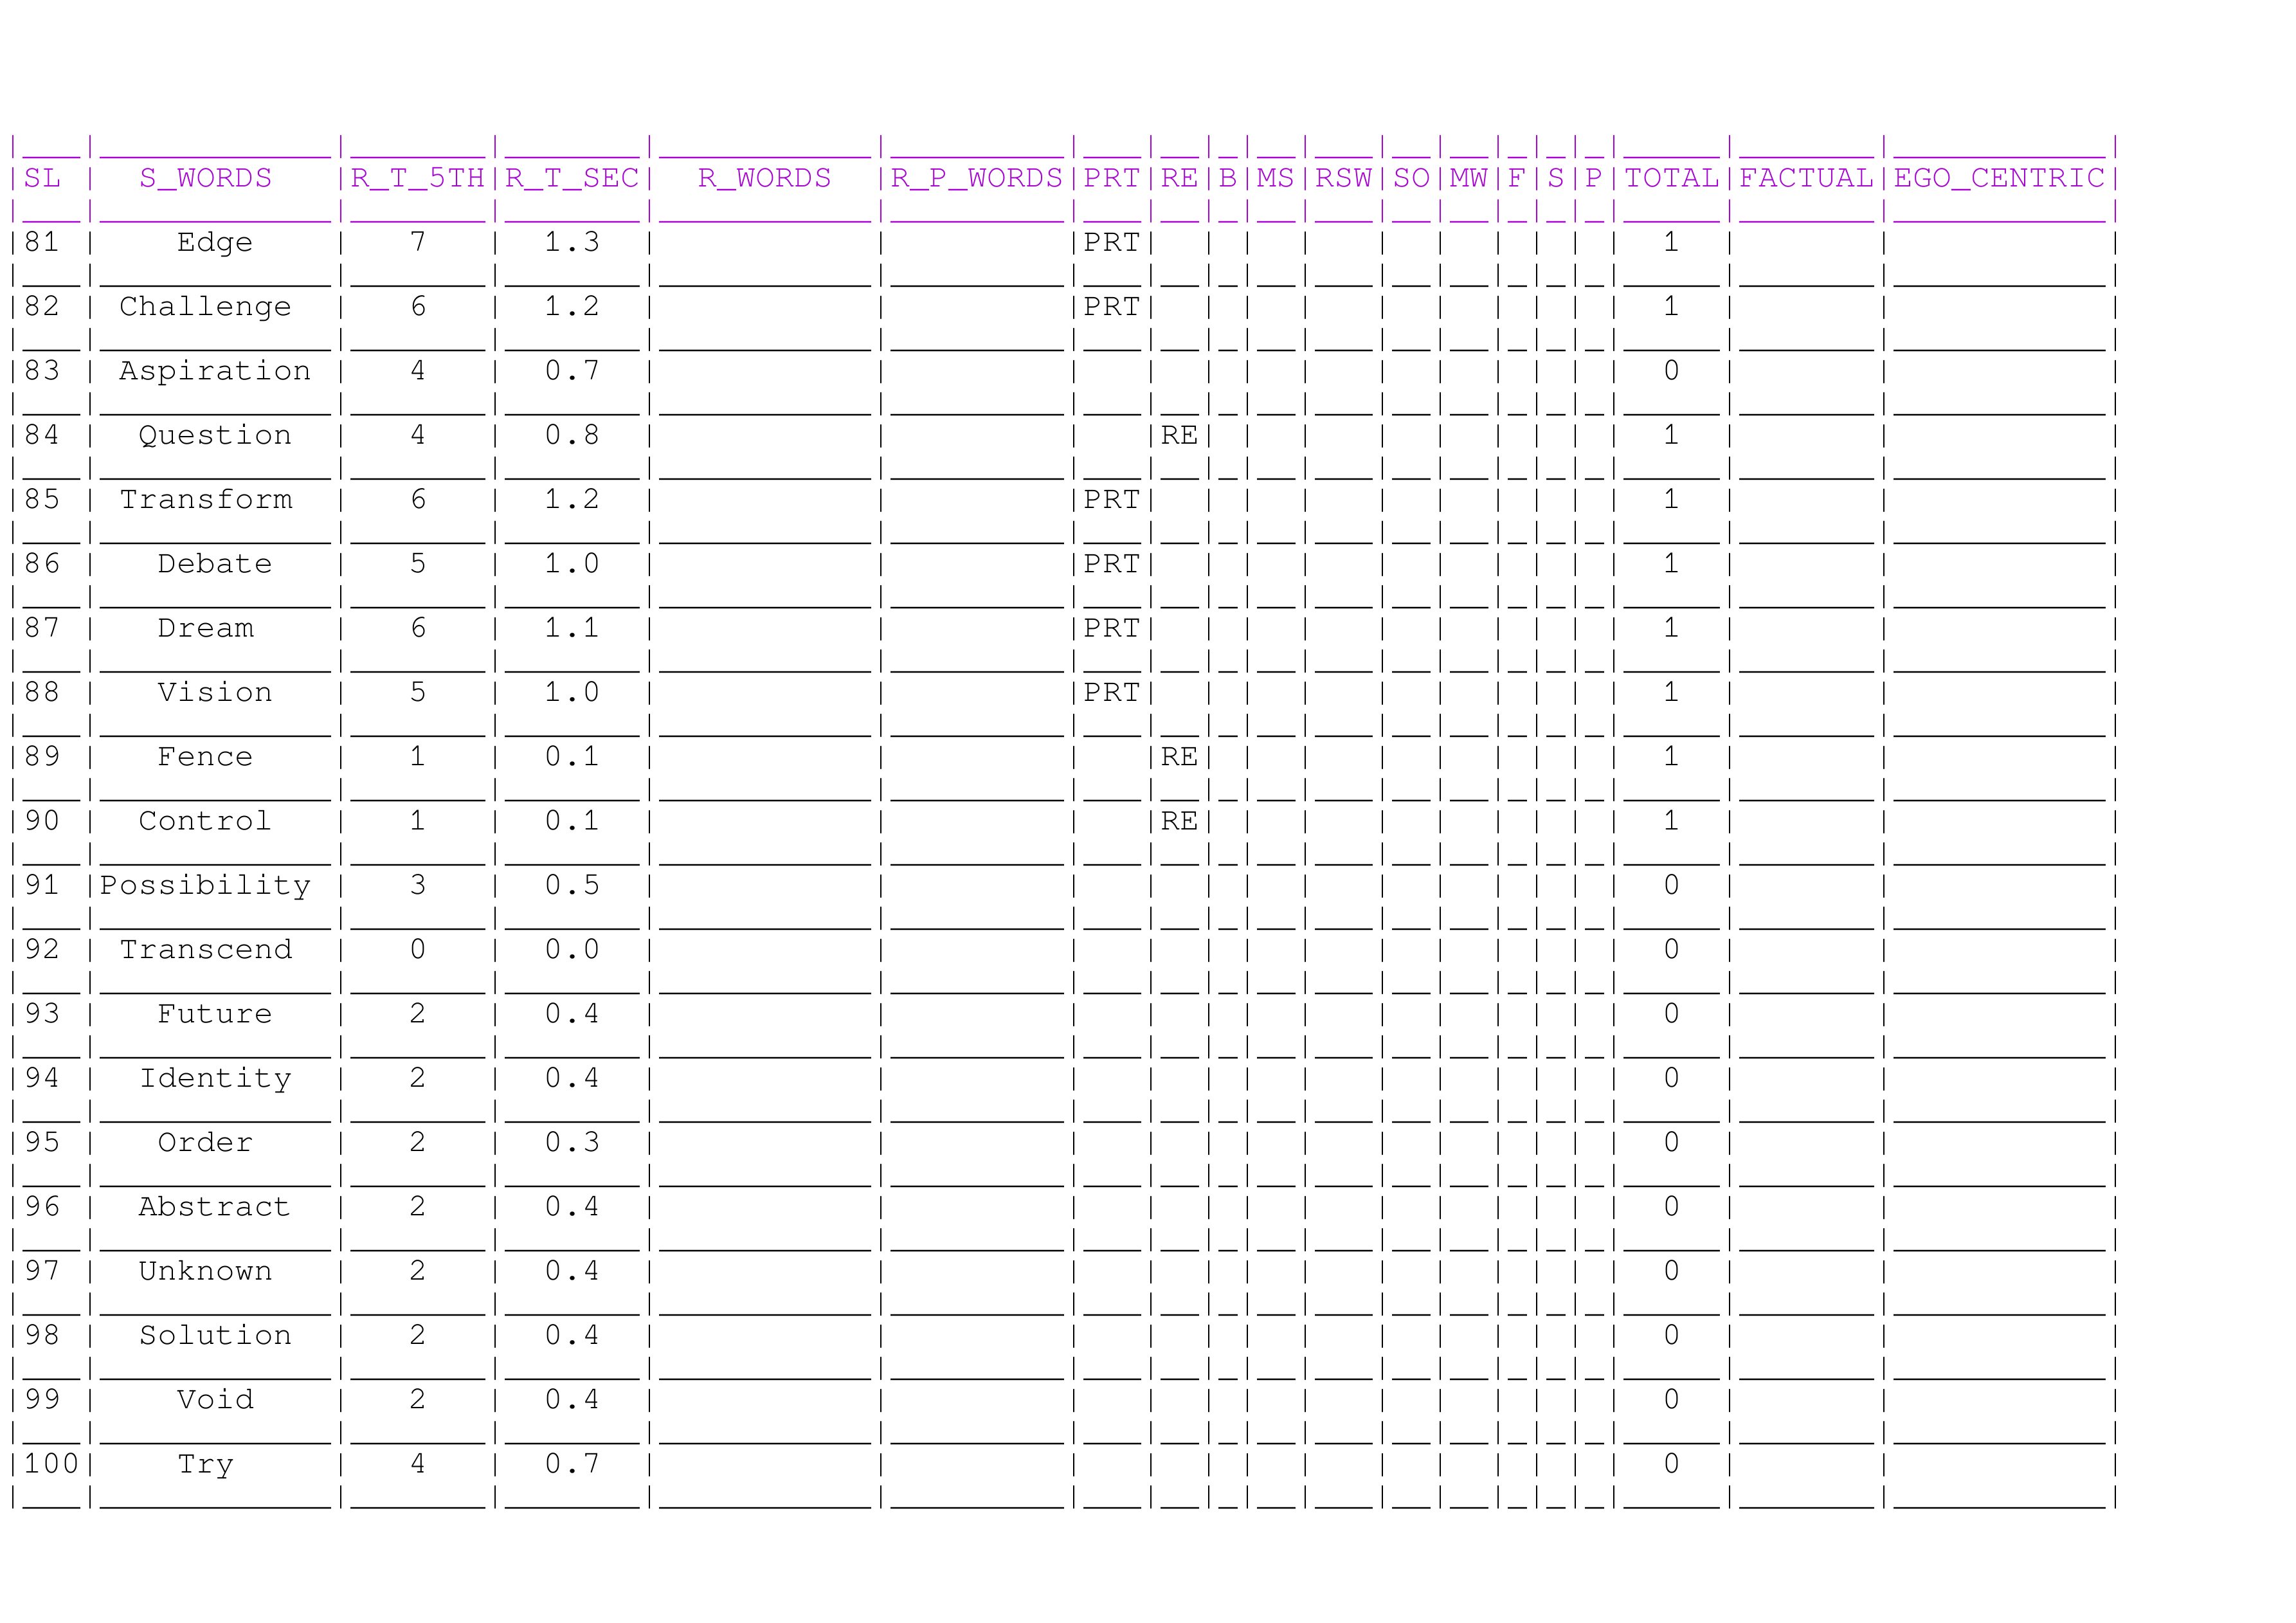 |SL | S_WORDS |R_T_5TH|R_T_SEC| R_WORDS |R_P_WORDS|PRT|RE|B|MS|RSW|SO|MW|F|S|P|TOTAL|FACTUAL|EGO_CENTRIC|
|81 | Edge | 7 | 1.3 | | |PRT| | | | | | | | | | 1 | | |
|82 | Challenge | 6 | 1.2 | | |PRT| | | | | | | | | | 1 | | |
|83 | Aspiration | 4 | 0.7 | | | | | | | | | | | | | 0 | | |
|84 | Question | 4 | 0.8 | | | |RE| | | | | | | | | 1 | | |
|85 | Transform | 6 | 1.2 | | |PRT| | | | | | | | | | 1 | | |
|86 | Debate | 5 | 1.0 | | |PRT| | | | | | | | | | 1 | | |
|87 | Dream | 6 | 1.1 | | |PRT| | | | | | | | | | 1 | | |
|88 | Vision | 5 | 1.0 | | |PRT| | | | | | | | | | 1 | | |
|89 | Fence | 1 | 0.1 | | | |RE| | | | | | | | | 1 | | |
|90 | Control | 1 | 0.1 | | | |RE| | | | | | | | | 1 | | |
|91 |Possibility | 3 | 0.5 | | | | | | | | | | | | | 0 | | |
|92 | Transcend | 0 | 0.0 | | | | | | | | | | | | | 0 | | |
|93 | Future | 2 | 0.4 | | | | | | | | | | | | | 0 | | |
|94 | Identity | 2 | 0.4 | | | | | | | | | | | | | 0 | | |
|95 | Order | 2 | 0.3 | | | | | | | | | | | | | 0 | | |
|96 | Abstract | 2 | 0.4 | | | | | | | | | | | | | 0 | | |
|97 | Unknown | 2 | 0.4 | | | | | | | | | | | | | 0 | | |
|98 | Solution | 2 | 0.4 | | | | | | | | | | | | | 0 | | |
|99 | Void | 2 | 0.4 | | | | | | | | | | | | | 0 | | |
|100| Try | 4 | 0.7 | | | | | | | | | | | | | 0 | | |